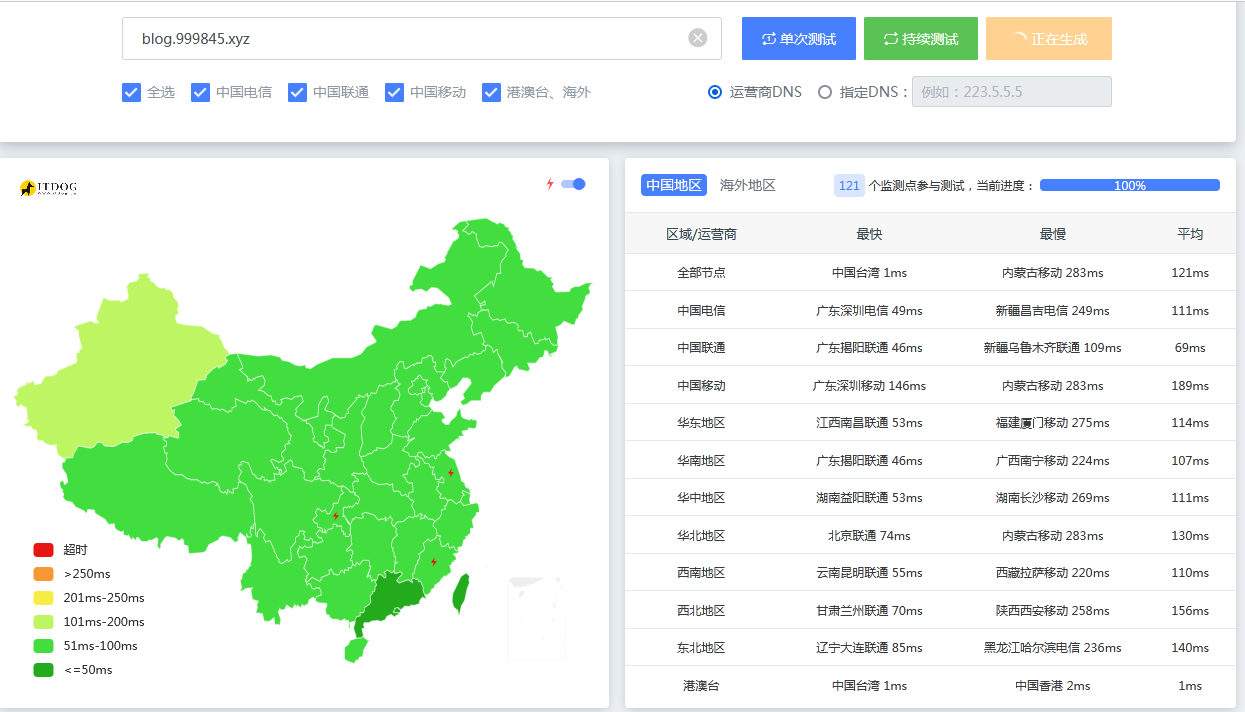 blog.999845.xyz
单次测试 持续测试 正在生成
全选 中国电信 中国联通 中国移动 港澳台、海外
运营商DNS 指定DNS： 例如：223.5.5.5
ITDOG
超时
>250ms
201ms-250ms
101ms-200ms
51ms-100ms
<=50ms
中国地区 海外地区 121 个监测点参与测试，当前进度： 100%
区域/运营商 最快 最慢 平均
全部节点 中国台湾 1ms 内蒙古移动 283ms 121ms
中国电信 广东深圳电信 49ms 新疆昌吉电信 249ms 111ms
中国联通 广东揭阳联通 46ms 新疆乌鲁木齐联通 109ms 69ms
中国移动 广东深圳移动 146ms 内蒙古移动 283ms 189ms
华东地区 江西南昌联通 53ms 福建厦门移动 275ms 114ms
华南地区 广东揭阳联通 46ms 广西南宁移动 224ms 107ms
华中地区 湖南益阳联通 53ms 湖南长沙移动 269ms 111ms
华北地区 北京联通 74ms 内蒙古移动 283ms 130ms
西南地区 云南昆明联通 55ms 西藏拉萨移动 220ms 110ms
西北地区 甘肃兰州联通 70ms 陕西西安移动 258ms 156ms
东北地区 辽宁大连联通 85ms 黑龙江哈尔滨电信 236ms 140ms
港澳台 中国台湾 1ms 中国香港 2ms 1ms